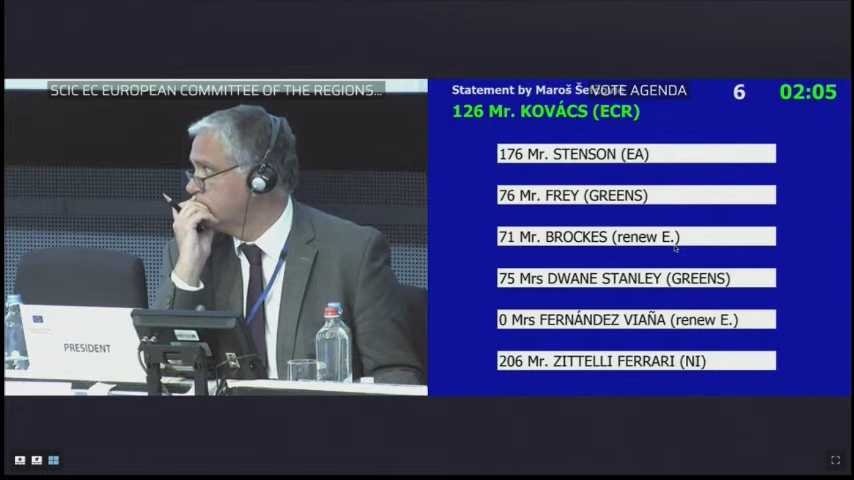 SCIC EC EUROPEAN COMMITTEE OF THE REGIONS...
PRESIDENT
Statement by Maroš
VOTE AGENDA
6
02:05
126 Mr. KOVÁCS (ECR)
176 Mr. STENSON (EA)
76 Mr. FREY (GREENS)
71 Mr. BROCKES (renew E.)
75 Mrs DWANE STANLEY (GREENS)
0 Mrs FERNÁNDEZ VIAÑA (renew E.)
206 Mr. ZITTELLI FERRARI (NI)